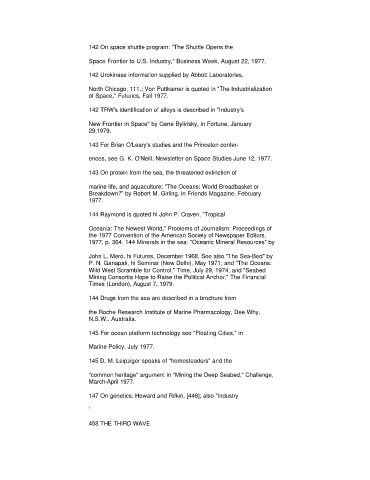 142 On space shuttle program: "The Shuttle Opens the
Space Frontier to U.S. Industry," Business Week, August 22, 1977.
142 Urokinase information supplied by Abbott Laboratories,
North Chicago, 111.; Von Puttkamer is quoted in "The Industrialization
of Space," Futurics, Fall 1977.
142 TRW's identification of alloys is described in "Industry's
New Frontier in Space" by Gene Bylinsky, in Fortune, January
29,1979.
143 For Brian O'Leary's studies and the Princeton confer-
ences, see G. K. O'Neill, Newsletter on Space Studies June 12, 1977.
143 On protein from the sea, the threatened extinction of
marine life, and aquaculture: "The Oceans: World Breadbasket or
Breakdown?" by Robert M. Girling, in Friends Magazine, February
1977.
144 Raymond is quoted hi John P. Craven, "Tropical
Oceania: The Newest World," Problems of Journalism: Proceedings of
the 1977 Convention of the American Society of Newspaper Editors,
1977, p. 364. 144 Minerals in the sea: "Oceanic Mineral Resources" by
John L. Mero, hi Futures, December 1968. See also "The Sea-Bed" by
P. N. Ganapati, hi Seminar (New Delhi), May 1971; and "The Oceans:
Wild West Scramble for Control," Time, July 29, 1974; and "Seabed
Mining Consortia Hope to Raise the Political Anchor," The Financial
Times (London), August 7, 1979.
144 Drugs from the sea are described in a brochure from
the Roche Research Institute of Marine Pharmacology, Dee Why,
N.S.W., Australia.
145 For ocean platform technology see "Floating Cities," in
Marine Policy, July 1977.
145 D. M. Leipziger speaks of "homesteaders" and the
"common heritage" argument in "Mining the Deep Seabed," Challenge,
March-April 1977.
147 On genetics: Howard and Rifkin, [446]; also "Industry
'
458 THE THIRD WAVE